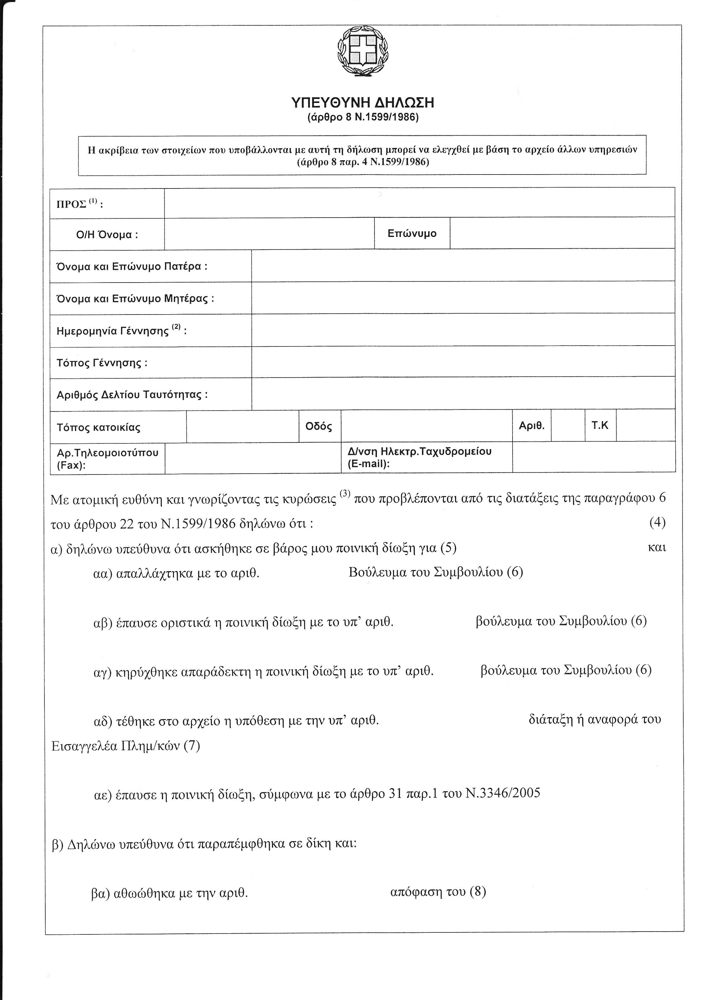 ΥΠΕΥΘΥΝΗ ΔΗΛΩΣΗ
(άρθρο 8 Ν.1599/1986)
Η ακρίβεια των στοιχείων που υποβάλλονται με αυτή τη δήλωση μπορεί να ελεγχθεί με βάση το αρχείο άλλων υπηρεσιών
(άρθρο 8 παρ. 4 Ν.1599/1986)
ΠΡΟΣ (1) :
Ο/Η Όνομα : Επώνυμο
Όνομα και Επώνυμο Πατέρα :
Όνομα και Επώνυμο Μητέρας :
Ημερομηνία Γέννησης (2) :
Τόπος Γέννησης :
Αριθμός Δελτίου Ταυτότητας :
Τόπος κατοικίας Οδός Αριθ. Τ.Κ
Αρ.Τηλεομοιοτύπου Δ/νση Ηλεκτρ.Ταχυδρομείου
(Fax): (E-mail):
Με ατομική ευθύνη και γνωρίζοντας τις κυρώσεις (3) που προβλέπονται από τις διατάξεις της παραγράφου 6
του άρθρου 22 του Ν.1599/1986 δηλώνω ότι : (4)
α) δηλώνω υπεύθυνα ότι ασκήθηκε σε βάρος μου ποινική δίωξη για (5) και
αα) απαλλάχτηκα με το αριθ. Βούλευμα του Συμβουλίου (6)
αβ) έπαυσε οριστικά η ποινική δίωξη με το υπ’ αριθ. βούλευμα του Συμβουλίου (6)
αγ) κηρύχθηκε απαράδεκτη η ποινική δίωξη με το υπ’ αριθ. βούλευμα του Συμβουλίου (6)
αδ) τέθηκε στο αρχείο η υπόθεση με την υπ’ αριθ. διάταξη ή αναφορά του
Εισαγγελέα Πλημ/κών (7)
αε) έπαυσε η ποινική δίωξη, σύμφωνα με το άρθρο 31 παρ.1 του Ν.3346/2005
β) Δηλώνω υπεύθυνα ότι παραπέμφθηκα σε δίκη και:
βα) αθωώθηκα με την αριθ. απόφαση του (8)